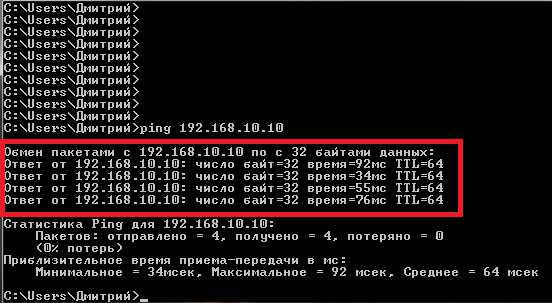 C:\Users\Дмитрий>
C:\Users\Дмитрий>
C:\Users\Дмитрий>
C:\Users\Дмитрий>
C:\Users\Дмитрий>
C:\Users\Дмитрий>
C:\Users\Дмитрий>
C:\Users\Дмитрий>
C:\Users\Дмитрий>
C:\Users\Дмитрий>
C:\Users\Дмитрий>ping 192.168.10.10
Обмен пакетами с 192.168.10.10 по с 32 байтами данных:
Ответ от 192.168.10.10: число байт=32 время=92мс TTL=64
Ответ от 192.168.10.10: число байт=32 время=34мс TTL=64
Ответ от 192.168.10.10: число байт=32 время=55мс TTL=64
Ответ от 192.168.10.10: число байт=32 время=76мс TTL=64
Статистика Ping для 192.168.10.10:
Пакетов: отправлено = 4, получено = 4, потеряно = 0
(0% потерь)
Приблизительное время приема-передачи в мс:
Минимальное = 34мсек, Максимальное = 92 мсек, Среднее = 64 мсек
C:\Users\Дмитрий>_